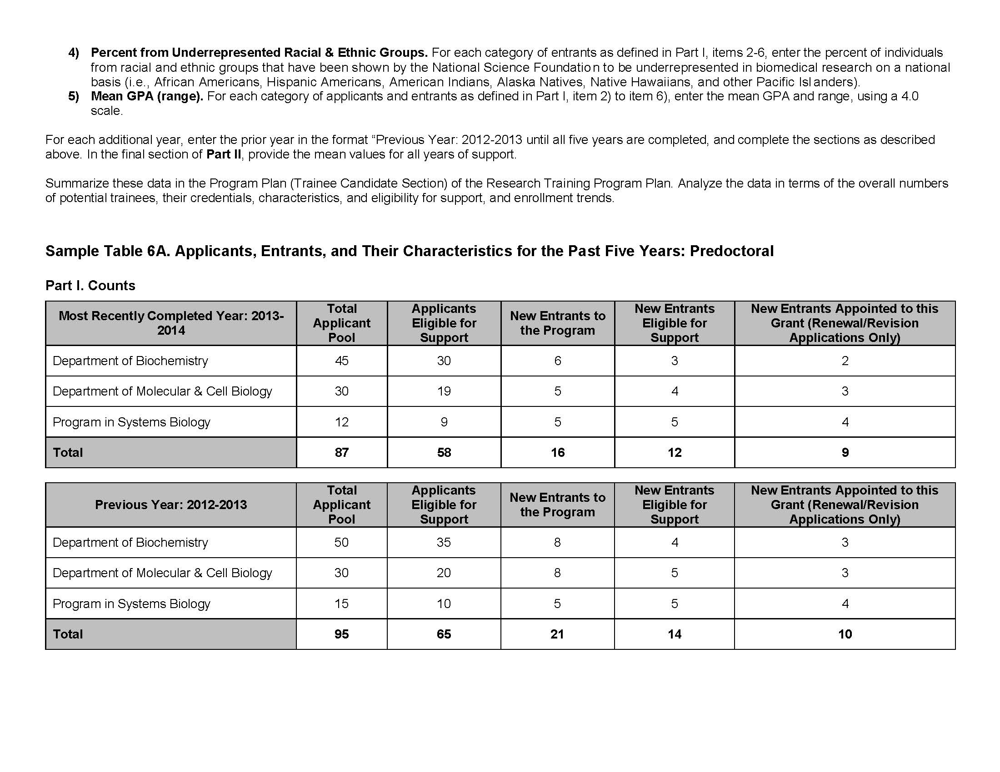 4) Percent from Underrepresented Racial & Ethnic Groups. For each category of entrants as defined in Part I, items 2-6, enter the percent of individuals
from racial and ethnic groups that have been shown by the National Science Foundation to be underrepresented in biomedical research on a national
basis (i.e., African Americans, Hispanic Americans, American Indians, Alaska Natives, Native Hawaiians, and other Pacific Islanders).
5) Mean GPA (range). For each category of applicants and entrants as defined in Part I, item 2) to item 6), enter the mean GPA and range, using a 4.0
scale.
For each additional year, enter the prior year in the format “Previous Year: 2012-2013 until all five years are completed, and complete the sections as described
above. In the final section of Part II, provide the mean values for all years of support.
Summarize these data in the Program Plan (Trainee Candidate Section) of the Research Training Program Plan. Analyze the data in terms of the overall numbers
of potential trainees, their credentials, characteristics, and eligibility for support, and enrollment trends.
Sample Table 6A. Applicants, Entrants, and Their Characteristics for the Past Five Years: Predoctoral
Part I. Counts
Most Recently Completed Year: 2013-
2014
Total
Applicant
Pool
Applicants
Eligible for
Support
New Entrants to
the Program
New Entrants
Eligible for
Support
New Entrants Appointed to this
Grant (Renewal/Revision
Applications Only)
Department of Biochemistry 45 30 6 3 2
Department of Molecular & Cell Biology 30 19 5 4 3
Program in Systems Biology 12 9 5 5 4
Total 87 58 16 12 9
Previous Year: 2012-2013
Total
Applicant
Pool
Applicants
Eligible for
Support
New Entrants to
the Program
New Entrants
Eligible for
Support
New Entrants Appointed to this
Grant (Renewal/Revision
Applications Only)
Department of Biochemistry 50 35 8 4 3
Department of Molecular & Cell Biology 30 20 8 5 3
Program in Systems Biology 15 10 5 5 4
Total 95 65 21 14 10